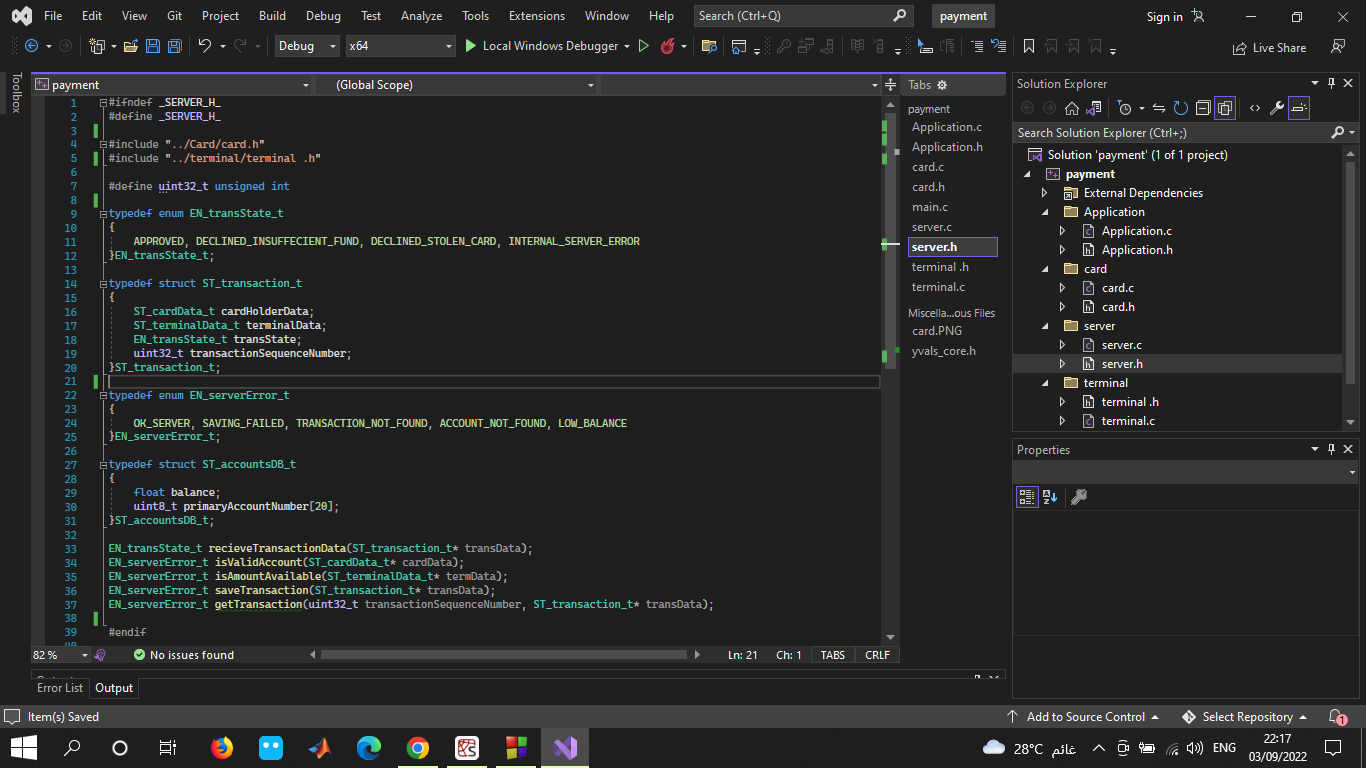 File Edit View Git Project Build Debug Test Analyze Tools Extensions Window Help Search (Ctrl+Q) payment Sign in
Debug x64 Local Windows Debugger Live Share
Toolbox
payment (Global Scope)
1 #ifndef _SERVER_H_
2 #define _SERVER_H_
3
4 #include "../Card/card.h"
5 #include "../terminal/terminal .h"
6
7 #define uint32_t unsigned int
8
9 typedef enum EN_transState_t
10 {
11 APPROVED, DECLINED_INSUFFECIENT_FUND, DECLINED_STOLEN_CARD, INTERNAL_SERVER_ERROR
12 }EN_transState_t;
13
14 typedef struct ST_transaction_t
15 {
16 ST_cardData_t cardHolderData;
17 ST_terminalData_t terminalData;
18 EN_transState_t transState;
19 uint32_t transactionSequenceNumber;
20 }ST_transaction_t;
21
22 typedef enum EN_serverError_t
23 {
24 OK_SERVER, SAVING_FAILED, TRANSACTION_NOT_FOUND, ACCOUNT_NOT_FOUND, LOW_BALANCE
25 }EN_serverError_t;
26
27 typedef struct ST_accountsDB_t
28 {
29 float balance;
30 uint8_t primaryAccountNumber[20];
31 }ST_accountsDB_t;
32
33 EN_transState_t recieveTransactionData(ST_transaction_t* transData);
34 EN_serverError_t isValidAccount(ST_cardData_t* cardData);
35 EN_serverError_t isAmountAvailable(ST_terminalData_t* termData);
36 EN_serverError_t saveTransaction(ST_transaction_t* transData);
37 EN_serverError_t getTransaction(uint32_t transactionSequenceNumber, ST_transaction_t* transData);
38
39 #endif
40
82 % No issues found Ln: 21 Ch: 1 TABS CRLF
Tabs
payment
Application.c
Application.h
card.c
card.h
main.c
server.c
server.h
terminal .h
terminal.c
Miscella...ous Files
card.PNG
yvals_core.h
Solution Explorer
Search Solution Explorer (Ctrl+;)
Solution 'payment' (1 of 1 project)
payment
External Dependencies
Application
Application.c
Application.h
card
card.c
card.h
server
server.c
server.h
terminal
terminal .h
terminal.c
Properties
Output
Error List Output
Item(s) Saved Add to Source Control Select Repository 1
28°C غائم ENG 22:17
03/09/2022